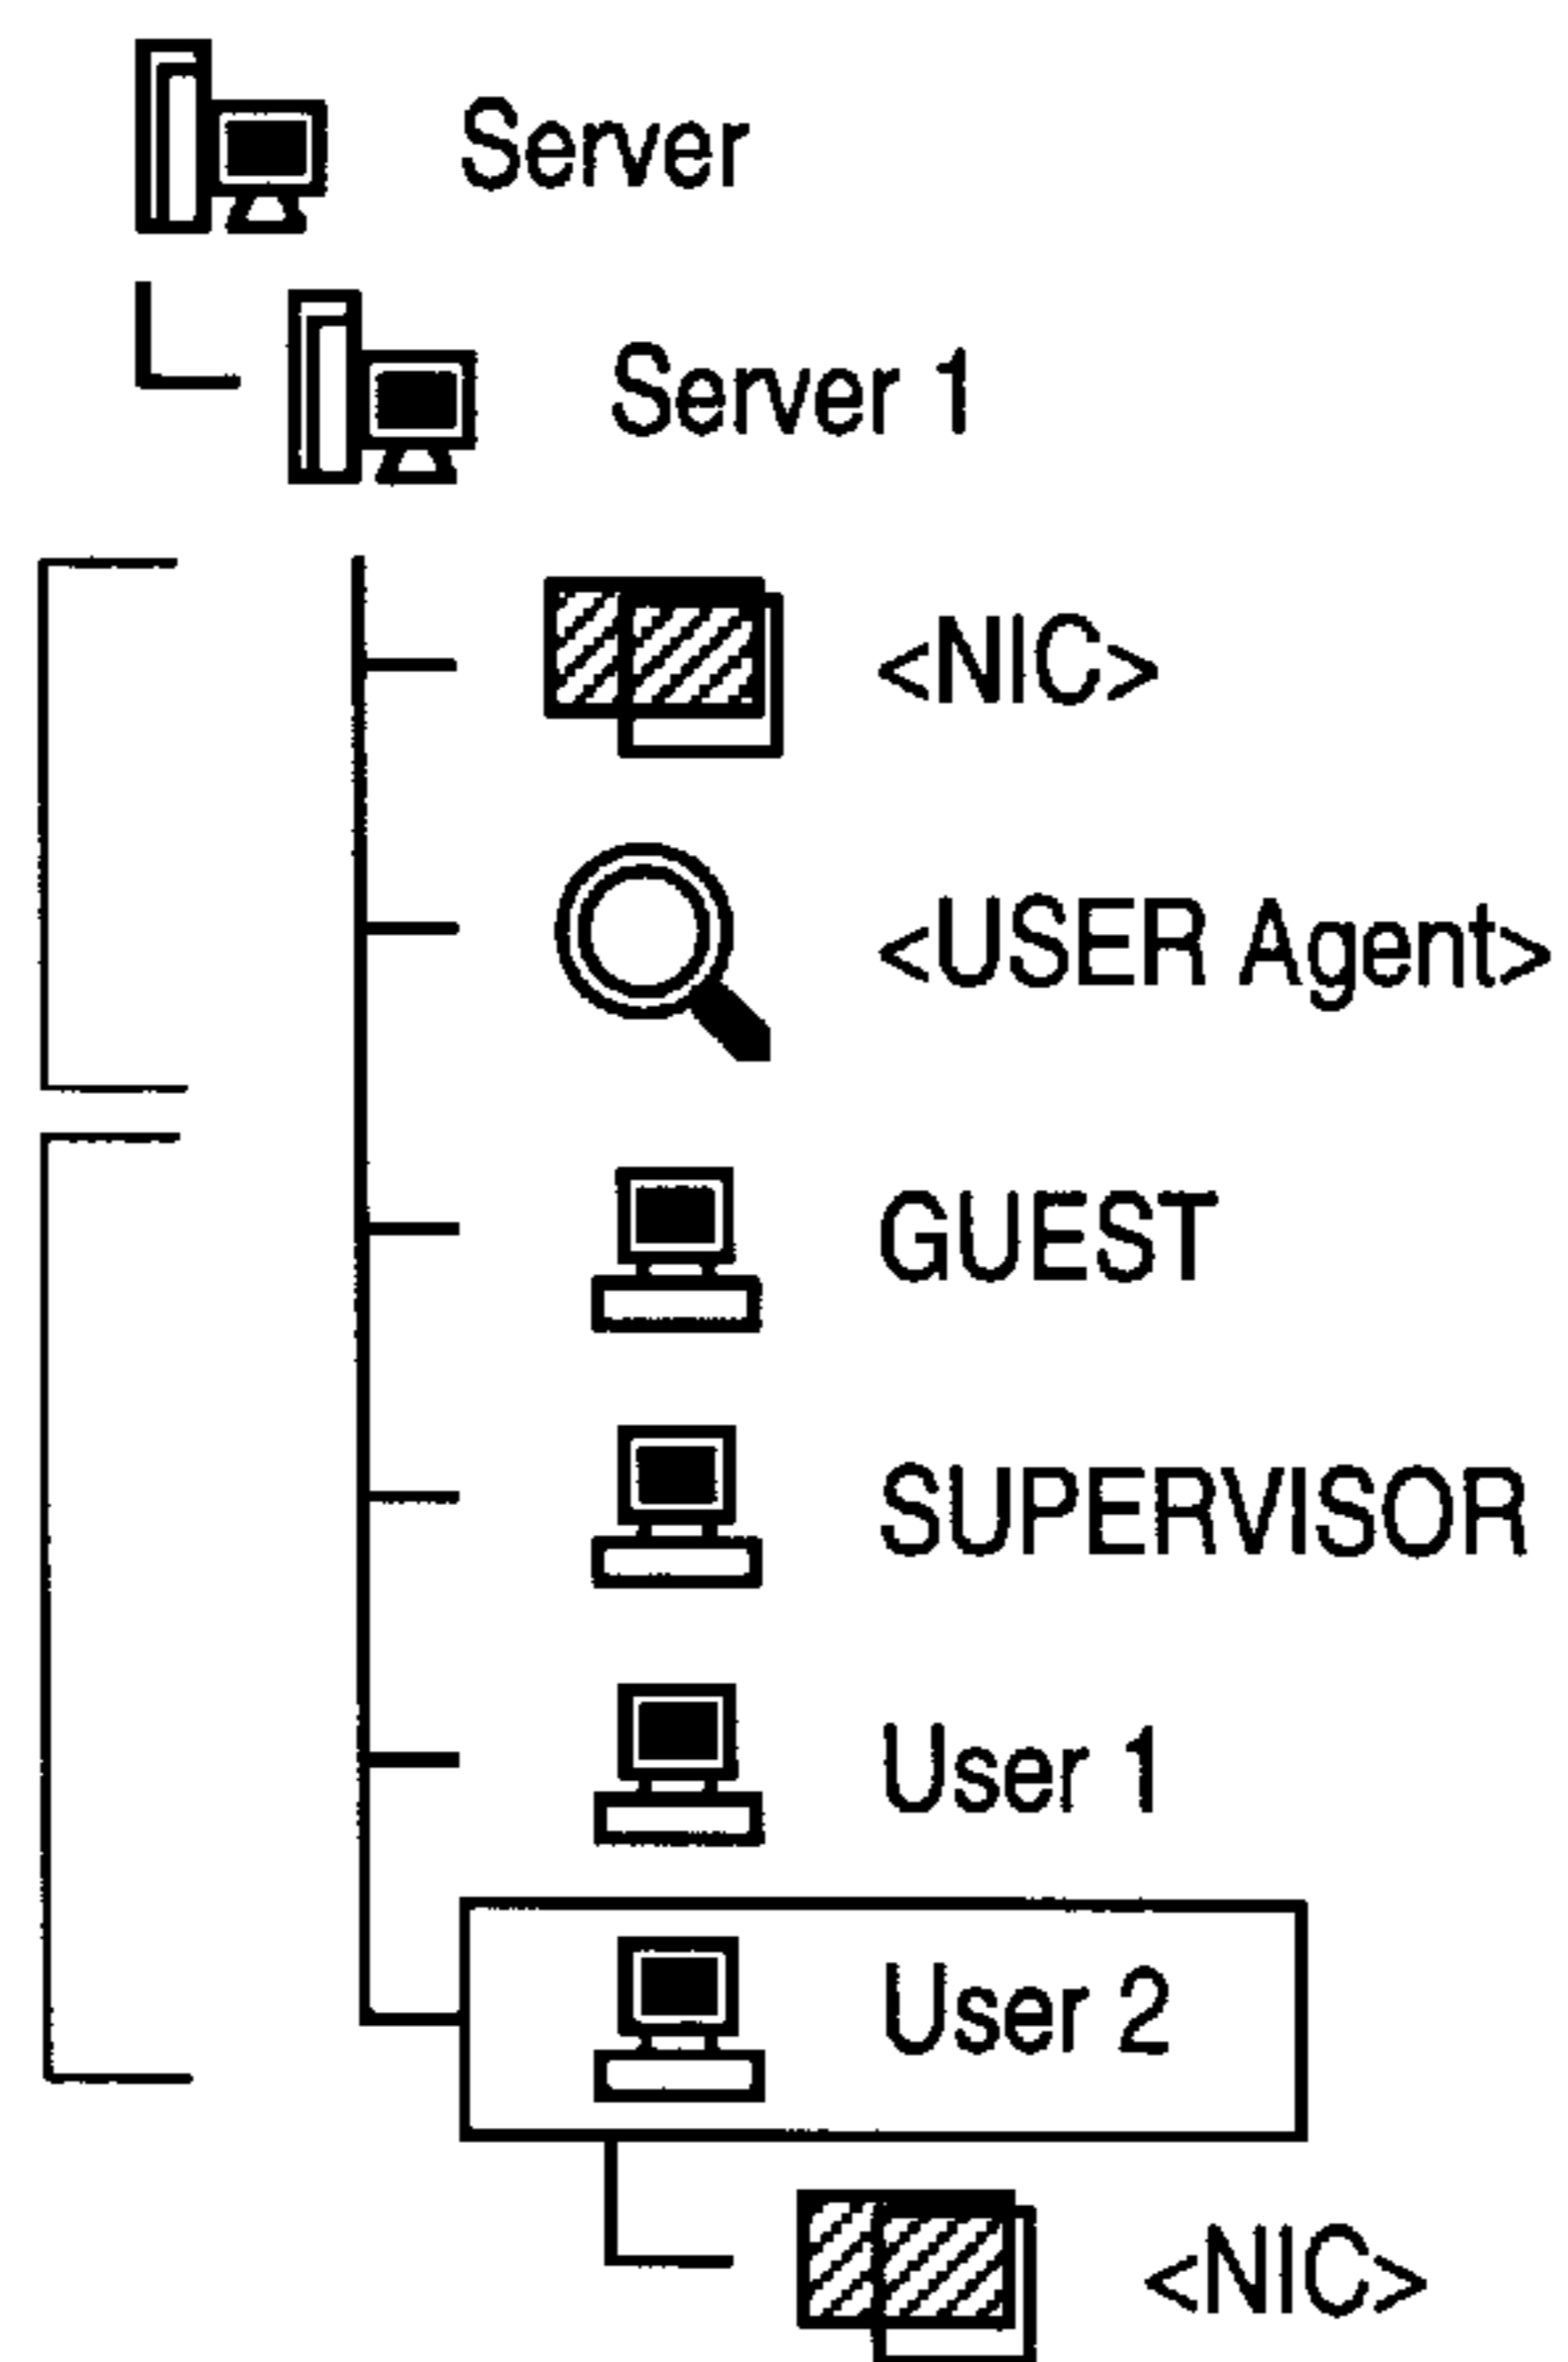 Server
Server 1
<NIC>
<USER Agent>
GUEST
SUPERVISOR
User 1
User 2
<NIC>